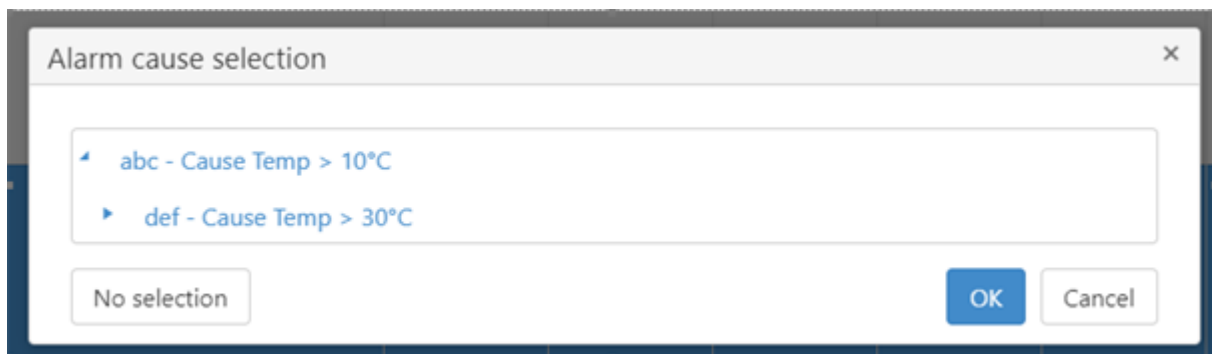 Alarm cause selection
abc - Cause Temp > 10°C
def - Cause Temp > 30°C
No selection
OK
Cancel